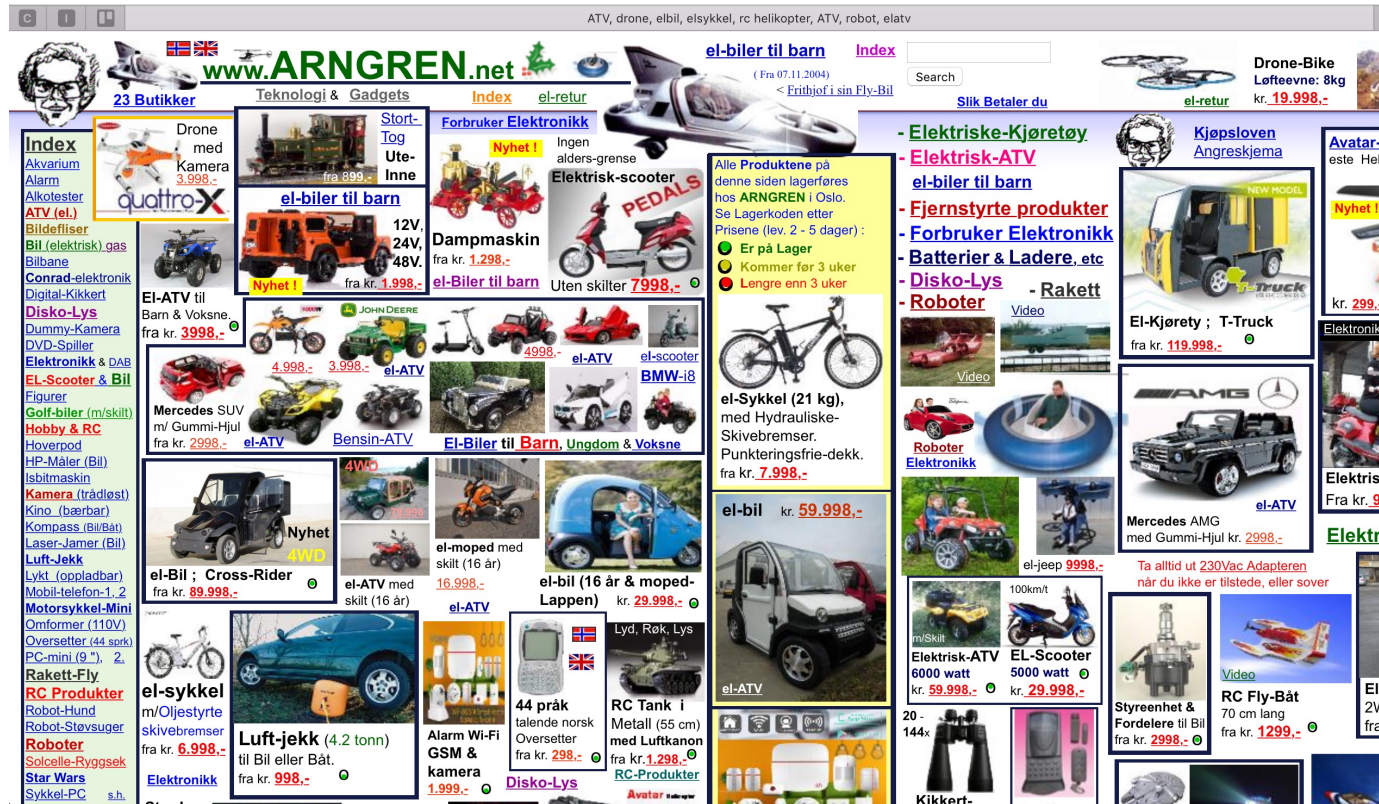 ATV, drone, elbil, elsykkel, rc helikopter, ATV, robot, elatv
www.ARNGREN.net
23 Butikker
Teknologi & Gadgets
Index
el-retur
el-biler til barn
Index
( Fra 07.11.2004)
< Frithjof i sin Fly-Bil
Search
Slik Betaler du
el-retur
Drone-Bike
Løfteevne: 8kg
kr. 19.998,-
Index
Akvarium
Alarm
Alkotester
ATV (el.)
Bildefliser
Bil (elektrisk) gas
Bilbane
Conrad-elektronik
Digital-Kikkert
Disko-Lys
Dummy-Kamera
DVD-Spiller
Elektronikk & DAB
EL-Scooter & Bil
Figurer
Golf-biler (m/skilt)
Hobby & RC
Hoverpod
HP-Måler (Bil)
Isbitmaskin
Kamera (trådløst)
Kino (bærbar)
Kompass (Bil/Båt)
Laser-Jamer (Bil)
Luft-Jekk
Lykt (oppladbar)
Mobil-telefon-1, 2
Motorsykkel-Mini
Omformer (110V)
Oversetter (44 sprk)
PC-mini (9 "), 2.
Rakett-Fly
RC Produkter
Robot-Hund
Robot-Støvsuger
Roboter
Solcelle-Ryggsek
Star Wars
Sykkel-PC s.h.
Drone
med
Kamera
3.998,-
quattro-X
Stort-
Tog
Ute-
Inne
fra 899,-
el-biler til barn
12V,
24V,
48V.
Nyhet !
fra kr. 1.998,-
Forbruker Elektronikk
Nyhet !
Dampmaskin
fra kr. 1.298,-
el-Biler til barn
Ingen
alders-grense
Elektrisk-scooter
PEDALS
Uten skilter 7998,-
El-ATV til
Barn & Voksne.
fra kr. 3998,-
4.998,-
JOHN DEERE
3.998,-
el-ATV
4998,-
el-ATV
el-scooter
BMW-i8
Mercedes SUV
m/ Gummi-Hjul
fra kr. 2998,-
el-ATV
Bensin-ATV
El-Biler til Barn, Ungdom & Voksne
Nyhet
4WD
el-Bil ; Cross-Rider
fra kr. 89.998,-
4WD
el-ATV med
skilt (16 år)
el-moped med
skilt (16 år)
16.998,-
el-ATV
el-bil (16 år & moped-
Lappen) kr. 29.998,-
el-sykkel
m/Oljestyrte
skivebremser
fra kr. 6.998,-
Elektronikk
Luft-jekk (4.2 tonn)
til Bil eller Båt.
fra kr. 998,-
Alarm Wi-Fi
GSM &
kamera
1.999,-
44 pråk
talende norsk
Oversetter
fra kr. 298,-
Disko-Lys
Lyd, Røk, Lys
RC Tank i
Metall (55 cm)
med Luftkanon
fra kr.1.298,-
RC-Produkter
Avatar
Alle Produktene på
denne siden lagerføres
hos ARNGREN i Oslo.
Se Lagerkoden etter
Prisene (lev. 2 - 5 dager) :
Er på Lager
Kommer før 3 uker
Lengre enn 3 uker
el-Sykkel (21 kg),
med Hydrauliske-
Skivebremser.
Punkteringsfrie-dekk.
fra kr. 7.998,-
el-bil kr. 59.998,-
el-ATV
- Elektriske-Kjøretøy
- Elektrisk-ATV
el-biler til barn
- Fjernstyrte produkter
- Forbruker Elektronikk
- Batterier & Ladere, etc
- Disko-Lys
- Roboter
- Rakett
Video
Video
Roboter
Elektronikk
el-jeep 9998,-
m/Skilt
Elektrisk-ATV
6000 watt
kr. 59.998,-
100km/t
EL-Scooter
5000 watt
kr. 29.998,-
20 -
144x
Kikkert-
Kjøpsloven
Angreskjema
NEW MODEL
T-Truck
El-Kjørety ; T-Truck
fra kr. 119.998,-
AMG
el-ATV
Mercedes AMG
med Gummi-Hjul kr. 2998,-
Ta alltid ut 230Vac Adapteren
når du ikke er tilstede, eller sover
Styreenhet &
Fordelere til Bil
fra kr. 2998,-
Video
RC Fly-Båt
70 cm lang
fra kr. 1299,-
Avatar-
este Hel
Nyhet !
kr. 299,
Elektronik
Elektris
Fra kr. 9
Elektr
El
2W
fra